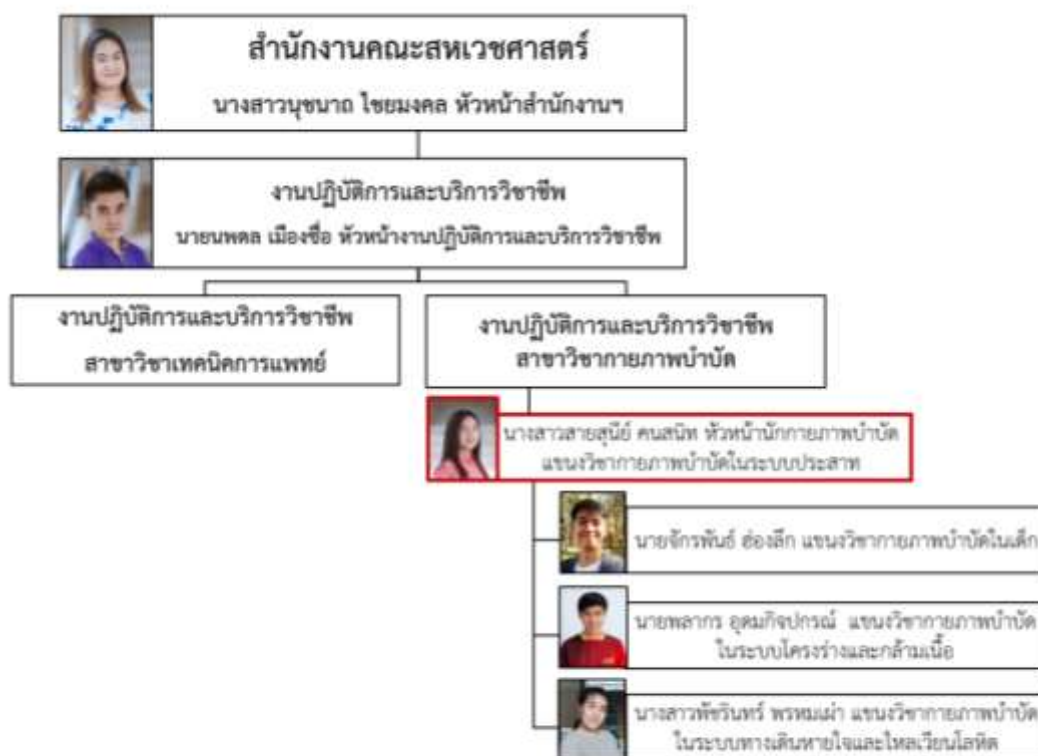 สำนักงานคณะสหเวชศาสตร์
นางสาวนุชนาถ ไชยมงคล หัวหน้าสำนักงานฯ
งานปฏิบัติการและบริการวิชาชีพ
นายนพดล เมืองซื่อ หัวหน้างานปฏิบัติการและบริการวิชาชีพ
งานปฏิบัติการและบริการวิชาชีพ
สาขาวิชาเทคนิคการแพทย์
งานปฏิบัติการและบริการวิชาชีพ
สาขาวิชากายภาพบำบัด
นางสาวสายสุนีย์ คนสนิท หัวหน้านักกายภาพบำบัด
แขนงวิชากายภาพบำบัดในระบบประสาท
นายจักรพันธ์ ฮ่องลึก แขนงวิชากายภาพบำบัดในเด็ก
นายพลากร อุดมกิจปกรณ์ แขนงวิชากายภาพบำบัด
ในระบบโครงร่างและกล้ามเนื้อ
นางสาวพัชรินทร์ พรหมเผ่า แขนงวิชากายภาพบำบัด
ในระบบทางเดินหายใจและไหลเวียนโลหิต